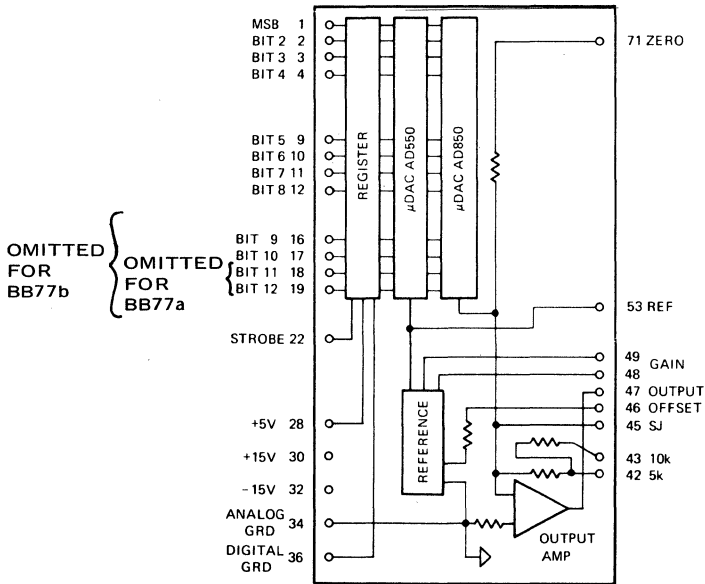 MSB 1
BIT 2 2
BIT 3 3
BIT 4 4
BIT 5 9
BIT 6 10
BIT 7 11
BIT 8 12
BIT 9 16
BIT 10 17
BIT 11 18
BIT 12 19
OMITTED
FOR
BB77b
OMITTED
FOR
BB77a
STROBE 22
+5V 28
+15V 30
-15V 32
ANALOG
GRD 34
DIGITAL
GRD 36
REGISTER
μDAC AD550
μDAC AD850
REFERENCE
OUTPUT
AMP
71 ZERO
53 REF
49
GAIN
48
47 OUTPUT
46 OFFSET
45 SJ
43 10k
42 5k